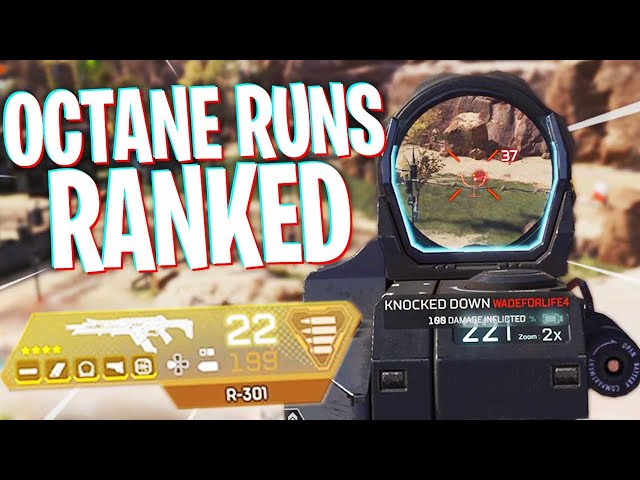 OCTANE RUNS
RANKED
37
KNOCKED DOWN WADEFORLIFE4
100 DAMAGE INFLICTED
221 Zoom: 2x
22
199
R-301